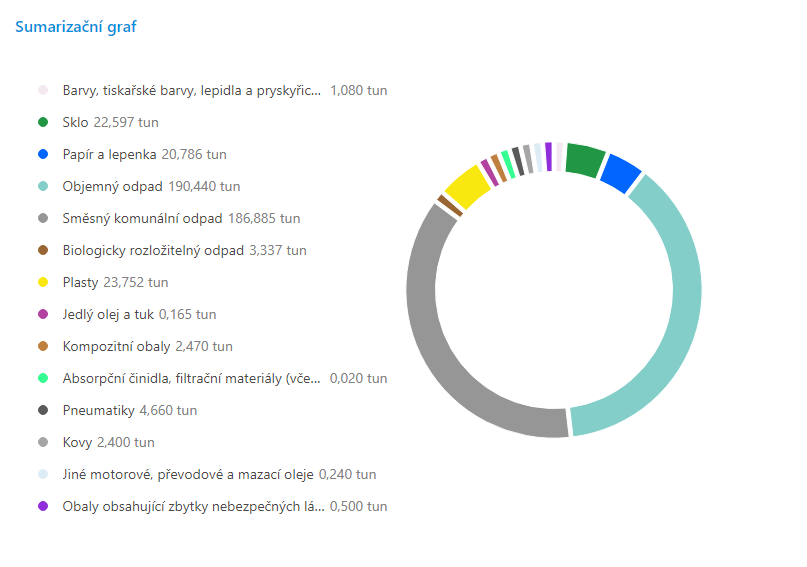 Sumarizační graf
Barvy, tiskařské barvy, lepidla a pryskyřic... 1,080 tun
Sklo 22,597 tun
Papír a lepenka 20,786 tun
Objemný odpad 190,440 tun
Směsný komunální odpad 186,885 tun
Biologicky rozložitelný odpad 3,337 tun
Plasty 23,752 tun
Jedlý olej a tuk 0,165 tun
Kompozitní obaly 2,470 tun
Absorpční činidla, filtrační materiály (vče... 0,020 tun
Pneumatiky 4,660 tun
Kovy 2,400 tun
Jiné motorové, převodové a mazací oleje 0,240 tun
Obaly obsahující zbytky nebezpečných lá... 0,500 tun